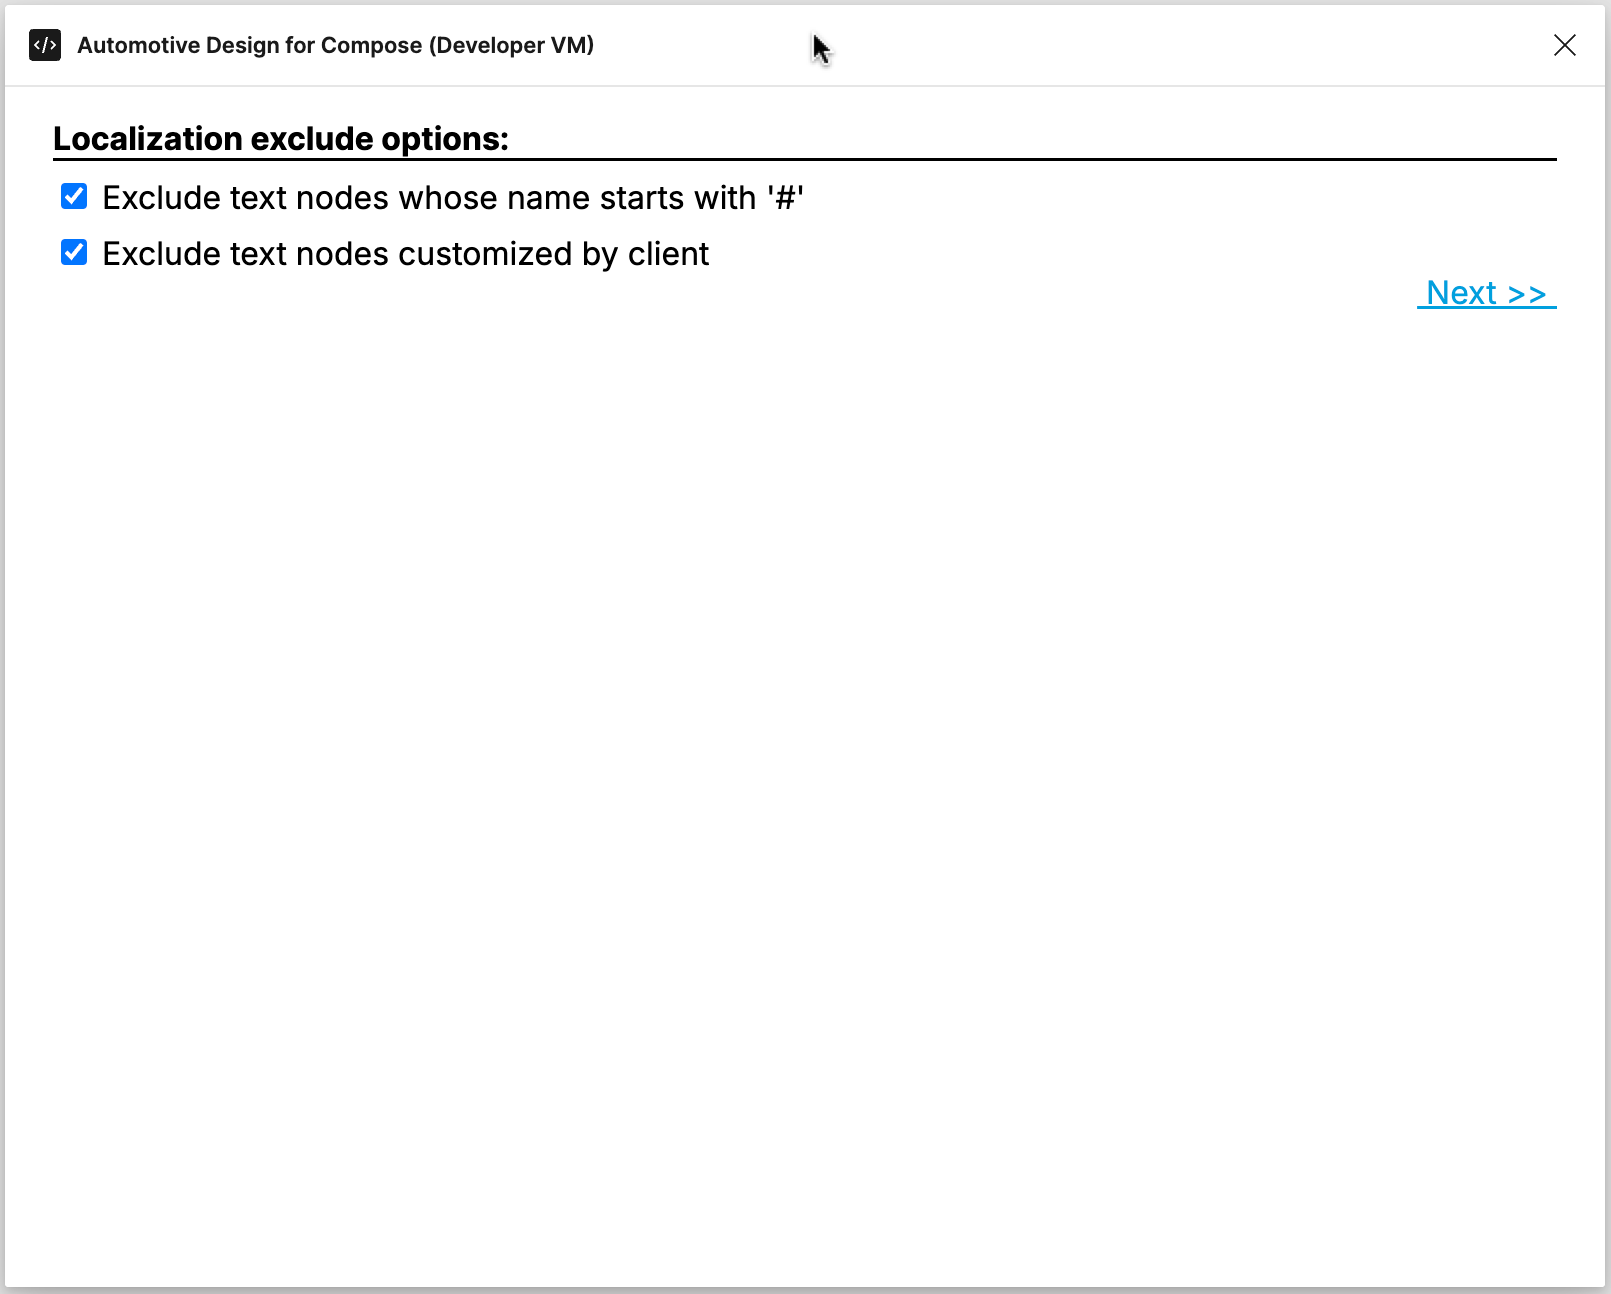 Automotive Design for Compose (Developer VM)
Localization exclude options:
Exclude text nodes whose name starts with '#'
Exclude text nodes customized by client
Next >>